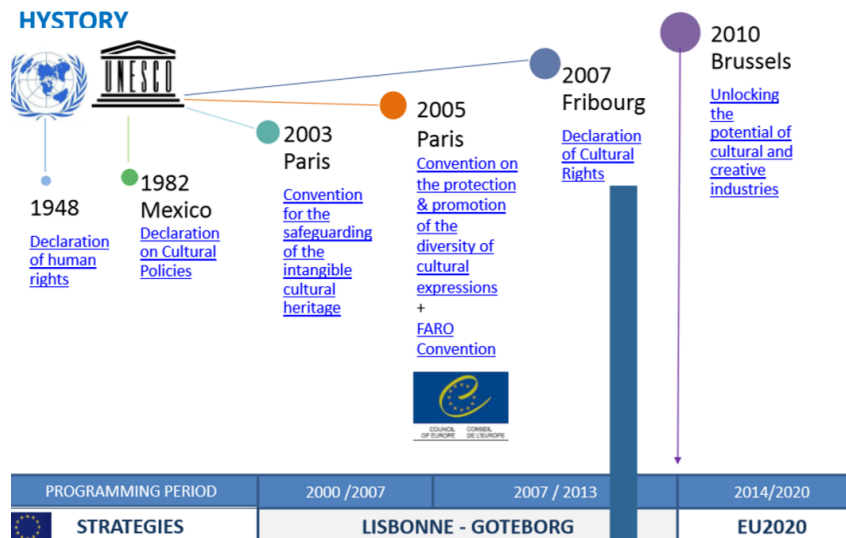 HYSTORY
UNESCO
1948
Declaration
of human
rights
1982
Mexico
Declaration
on Cultural
Policies
2003
Paris
Convention
for the
safeguarding
of the
intangible
cultural
heritage
2005
Paris
Convention on
the protection
& promotion
of the
diversity of
cultural
expressions
+
FARO
Convention
COUNCIL CONSEIL
OF EUROPE DE L'EUROPE
2007
Fribourg
Declaration
of Cultural
Rights
2010
Brussels
Unlocking
the
potential of
cultural and
creative
industries
PROGRAMMING PERIOD 2000 /2007 2007 / 2013 2014/2020
STRATEGIES LISBONNE - GOTEBORG EU2020